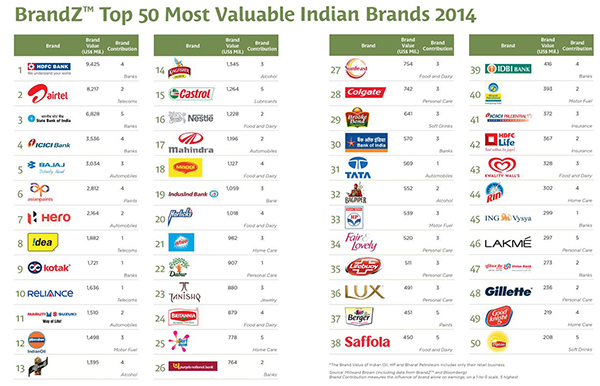 BrandZ™ Top 50 Most Valuable Indian Brands 2014
Brand Brand Value (US$ Mil.) Brand Contribution
1 HDFC BANK 9,425 4
We understand your world Banks
2 airtel 8,217 2
Telecoms
3 State Bank of India 6,828 5
Banks
4 ICICI Bank 3,536 4
Banks
5 BAJAJ 3,034 3
Automobiles
6 asianpaints 2,812
Paints
7 Hero 2,164 2
Automobiles
8 !dea 1,882 1
Telecoms
9 kotak 1,721 1
Banks
10 RELIANCE 1,636 1
Telecoms
11 MARUTI SUZUKI 1,510 2
Way of Life! Automobiles
12 IndianOil 1,498 3
Motor Fuel
13 1,395 4
Alcohol
Brand Brand Value (US$ Mil.) Brand Contribution
14 KINGFISHER 1,345 3
Alcohol
15 Castrol 1,264 5
Lubricants
16 Nestle 1,228 2
Food and Dairy
17 Mahindra 1,196 2
Automobiles
18 MAGGI 1,127 4
Food and Dairy
19 IndusInd Bank 1,059 3
Banks
20 Horlicks 1,018 4
Food and Dairy
21 982 3
Home Care
22 Dabur 907 1
Personal Care
23 TANISHQ 880 3
Jewelry
24 BRITANNIA 879 4
Food and Dairy
25 778 5
Home Care
26 punjab national bank 764 2
Banks
Brand Brand Value (US$ Mil.) Brand Contribution
27 Sunfeast 754 3
Food and Dairy
28 Colgate 742 3
Personal Care
29 Brooke Bond 641 3
Soft Drinks
30 Bank of India 570 3
Banks
31 TATA 569 1
Automobiles
32 BAGPIPER 552 2
Alcohol
33 HP 539 3
Motor Fuel
34 Fair & Lovely 520 3
Personal Care
35 Lifebuoy 511 3
Personal Care
36 LUX 491 3
Personal Care
37 Berger 451 5
Paints
38 Saffola 450 5
Food and Dairy
Brand Brand Value (US$ Mil.) Brand Contribution
39 IDBI BANK 416 4
Banks
40 393 2
Motor Fuel
41 ICICI PRUDENTIAL 372 3
Insurance
42 HDFC Life 367 2
Insurance
43 KWALITY WALL'S 328 3
Food and Dairy
44 Rin 302 4
Home Care
45 ING Vysya 299 1
Banks
46 LAKMÉ 297 5
Personal Care
47 273 2
Banks
48 Gillette 236 2
Personal Care
49 Good knight 219 4
Home Care
50 Lipton 208 5
Soft Drinks
*The Brand Value of Indian Oil, HP and Bharat Petroleum includes only their retail business.
Source: Millward Brown (including data from BrandZ™ and Bloomberg)
Brand Contribution measures the influence of brand alone on earnings, on a 1-to-5 scale, 5 highest